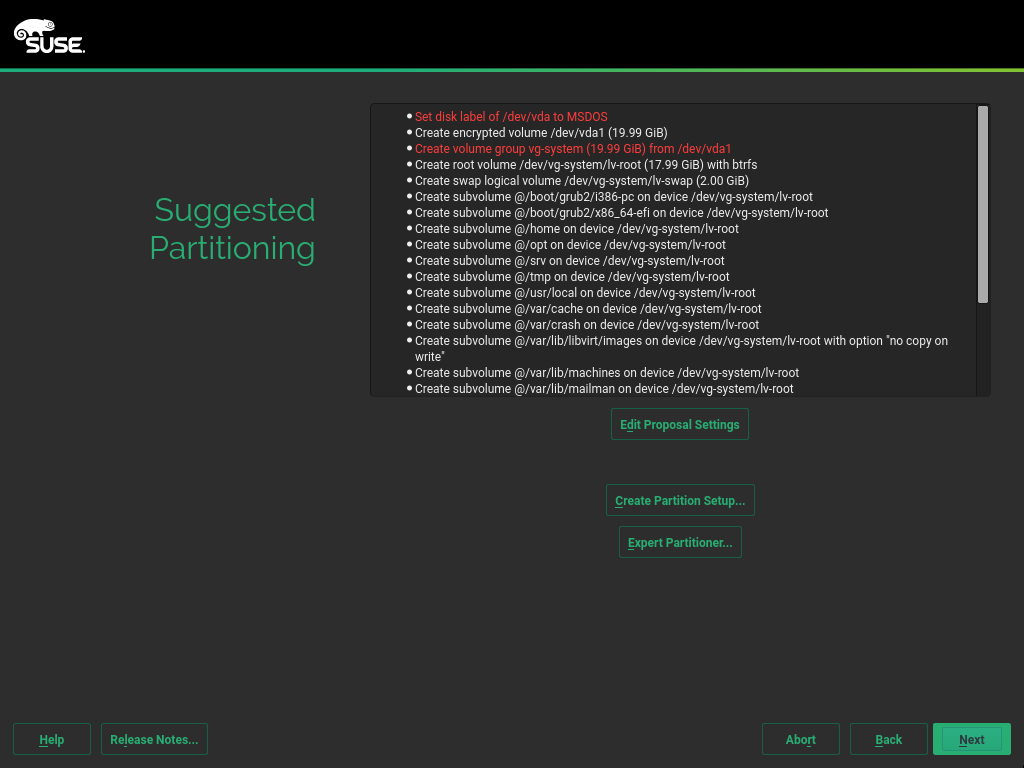 SUSE.
Suggested
Partitioning
Set disk label of /dev/vda to MSDOS
Create encrypted volume /dev/vda1 (19.99 GiB)
Create volume group vg-system (19.99 GiB) from /dev/vda1
Create root volume /dev/vg-system/lv-root (17.99 GiB) with btrfs
Create swap logical volume /dev/vg-system/lv-swap (2.00 GiB)
Create subvolume @/boot/grub2/i386-pc on device /dev/vg-system/lv-root
Create subvolume @/boot/grub2/x86_64-efi on device /dev/vg-system/lv-root
Create subvolume @/home on device /dev/vg-system/lv-root
Create subvolume @/opt on device /dev/vg-system/lv-root
Create subvolume @/srv on device /dev/vg-system/lv-root
Create subvolume @/tmp on device /dev/vg-system/lv-root
Create subvolume @/usr/local on device /dev/vg-system/lv-root
Create subvolume @/var/cache on device /dev/vg-system/lv-root
Create subvolume @/var/crash on device /dev/vg-system/lv-root
Create subvolume @/var/lib/libvirt/images on device /dev/vg-system/lv-root with option "no copy on
write"
Create subvolume @/var/lib/machines on device /dev/vg-system/lv-root
Create subvolume @/var/lib/mailman on device /dev/vg-system/lv-root
Edit Proposal Settings
Create Partition Setup...
Expert Partitioner...
Help
Release Notes...
Abort
Back
Next